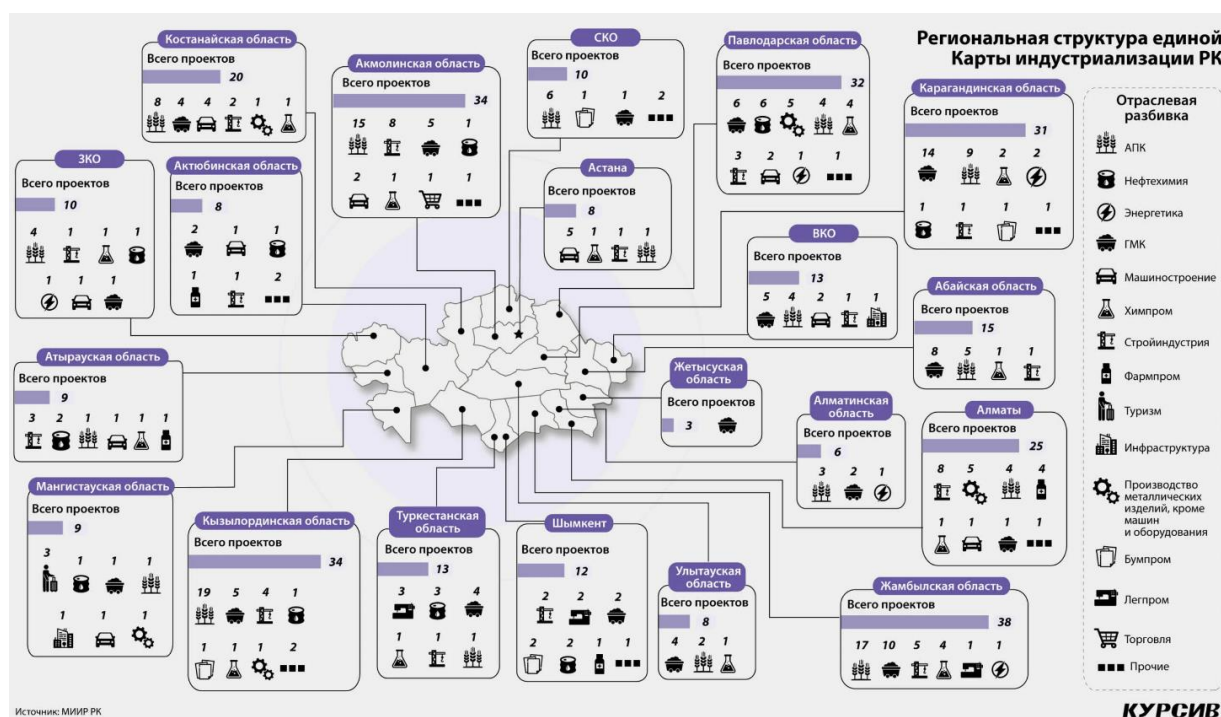 Региональная структура единой
Карты индустриализации РК
Костанайская область
Всего проектов
20
8 4 4 2 1 1
Акмолинская область
Всего проектов
34
15 8 5 1
2 1 1 1
СКО
Всего проектов
10
6 1 1 2
Павлодарская область
Всего проектов
32
6 6 5 4 4
3 2 1 1
Карагандинская область
Всего проектов
31
14 9 2 2
1 1 1 1
ЗКО
Всего проектов
10
4 1 1 1
1 1 1
Актюбинская область
Всего проектов
8
2 1 1
1 1 2
Астана
Всего проектов
8
5 1 1 1
ВКО
Всего проектов
13
5 4 2 1 1
Абайская область
Всего проектов
15
8 5 1 1
Атырауская область
Всего проектов
9
3 2 1 1 1 1
Жетысуская
область
Всего проектов
3
Алматинская
область
Всего проектов
6
3 2 1
Алматы
Всего проектов
25
8 5 4 4
1 1 1 1
Мангистауская область
Всего проектов
9
3 1 1 1
1 1 1
Кызылординская область
Всего проектов
34
19 5 4 1
1 1 1 2
Туркестанская
область
Всего проектов
13
3 3 4
1 1 1
Шымкент
Всего проектов
12
2 2 2
2 2 1 1
Улытауская
область
Всего проектов
8
4 2 1
Жамбылская область
Всего проектов
38
17 10 5 4 1 1
Отраслевая
разбивка
АПК
Нефтехимия
Энергетика
ГМК
Машиностроение
Химпром
Стройиндустрия
Фармпром
Туризм
Инфраструктура
Производство
металлических
изделий, кроме
машин
и оборудования
Бумпром
Легпром
Торговля
Прочие
Источник: МИИР РК
КУРСИВ